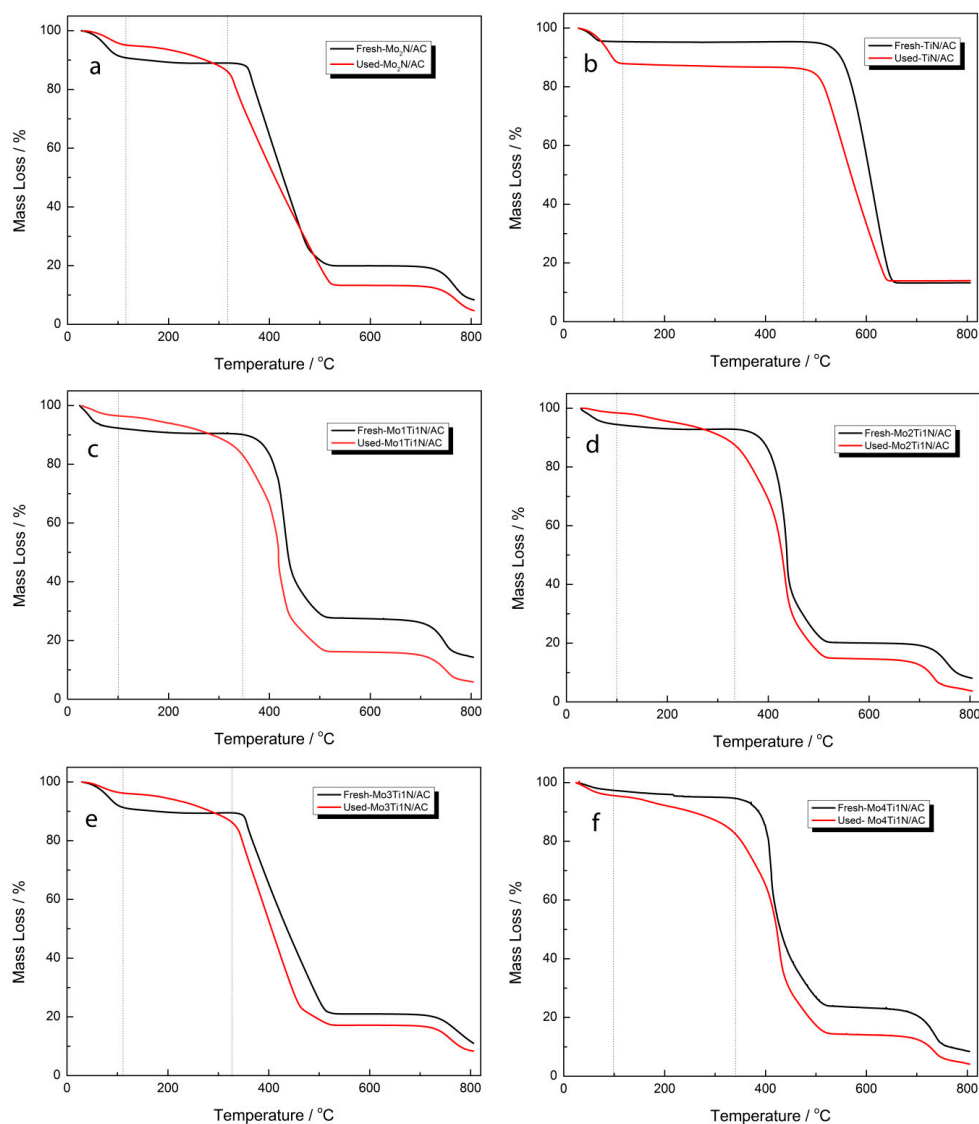 a
Fresh-Mo₂N/AC
Used-Mo₂N/AC
100
80
60
40
20
0
Mass Loss / %
0 200 400 600 800
Temperature / °C
b
Fresh-TiN/AC
Used-TiN/AC
100
80
60
40
20
0
Mass Loss / %
0 200 400 600 800
Temperature / °C
c
Fresh-Mo1Ti1N/AC
Used-Mo1Ti1N/AC
100
80
60
40
20
0
Mass Loss / %
0 200 400 600 800
Temperature / °C
d
Fresh-Mo2Ti1N/AC
Used-Mo2Ti1N/AC
100
80
60
40
20
0
Mass Loss / %
0 200 400 600 800
Temperature / °C
e
Fresh-Mo3Ti1N/AC
Used-Mo3Ti1N/AC
100
80
60
40
20
0
Mass Loss / %
0 200 400 600 800
Temperature / °C
f
Fresh-Mo4Ti1N/AC
Used- Mo4Ti1N/AC
100
80
60
40
20
0
Mass Loss / %
0 200 400 600 800
Temperature / °C